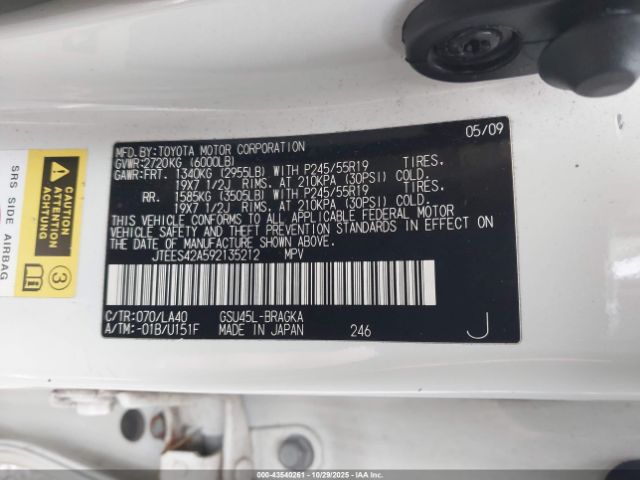 MFD.BY:TOYOTA MOTOR CORPORATION 05/09
GVWR:2720KG (6000LB)
GAWR:FRT. 1340KG (2955LB) WITH P245/55R19 TIRES.
19X7 1/2J RIMS. AT 210KPA (30PSI) COLD.
RR. 1585KG (3505LB) WITH P245/55R19 TIRES.
19X7 1/2J RIMS. AT 210KPA (30PSI) COLD.
THIS VEHICLE CONFORMS TO ALL APPLICABLE FEDERAL MOTOR
VEHICLE SAFETY AND THEFT PREVENTION STANDARDS IN EFFECT ON
THE DATE OF MANUFACTURE SHOWN ABOVE.
JTEES42A592135212 MPV
C/TR:070/LA40 GSU45L-BRAGKA
A/TM:-01B/U151F MADE IN JAPAN 246 J
SRS SIDE AIRBAG
CAUTION
ATTENTION
ACHTUNG
3
000-43540261 - 10/29/2025 - IAAI.COM